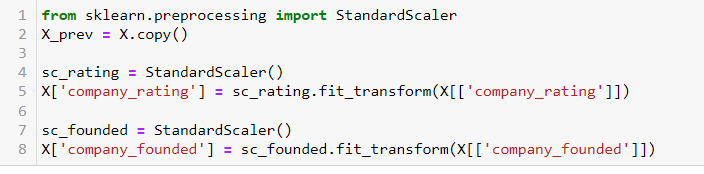 1 from sklearn.preprocessing import StandardScaler
2 X_prev = X.copy()
3
4 sc_rating = StandardScaler()
5 X['company_rating'] = sc_rating.fit_transform(X[['company_rating']])
6
7 sc_founded = StandardScaler()
8 X['company_founded'] = sc_founded.fit_transform(X[['company_founded']])